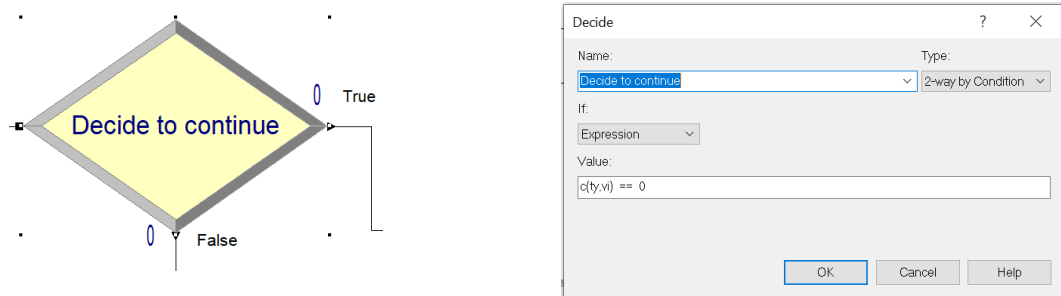 Decide to continue
0
True
0
False
Decide
?
Name:
Type:
Decide to continue
2-way by Condition
If:
Expression
Value:
c(ty,vi) == 0
OK
Cancel
Help